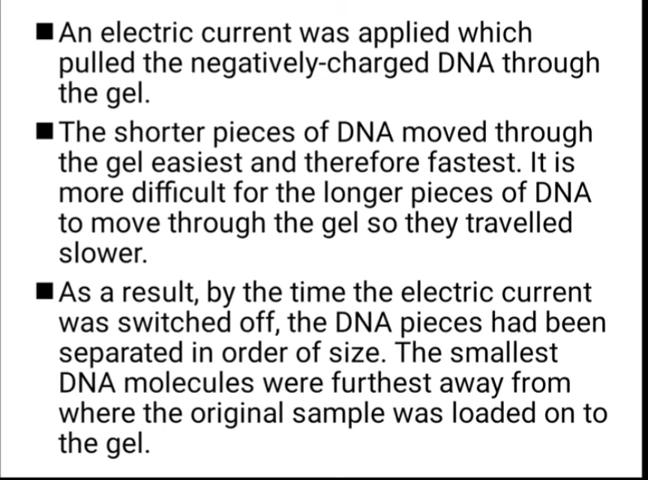 ■ An electric current was applied which
pulled the negatively-charged DNA through
the gel.
■ The shorter pieces of DNA moved through
the gel easiest and therefore fastest. It is
more difficult for the longer pieces of DNA
to move through the gel so they travelled
slower.
■ As a result, by the time the electric current
was switched off, the DNA pieces had been
separated in order of size. The smallest
DNA molecules were furthest away from
where the original sample was loaded on to
the gel.